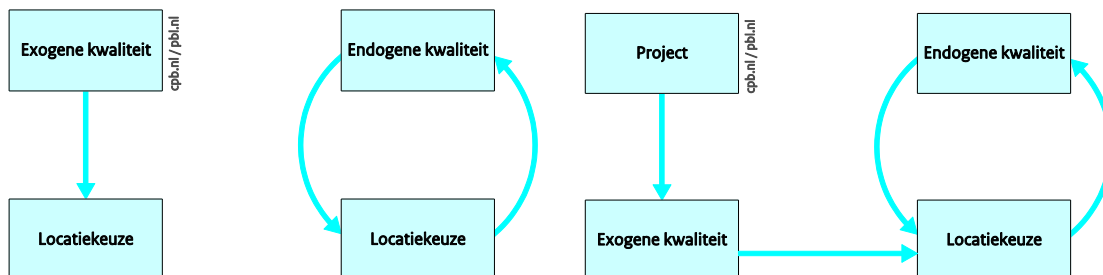 Exogene kwaliteit
cpb.nl / pbl.nl
Locatiekeuze
Endogene kwaliteit
Locatiekeuze
Project
cpb.nl / pbl.nl
Exogene kwaliteit
Endogene kwaliteit
Locatiekeuze